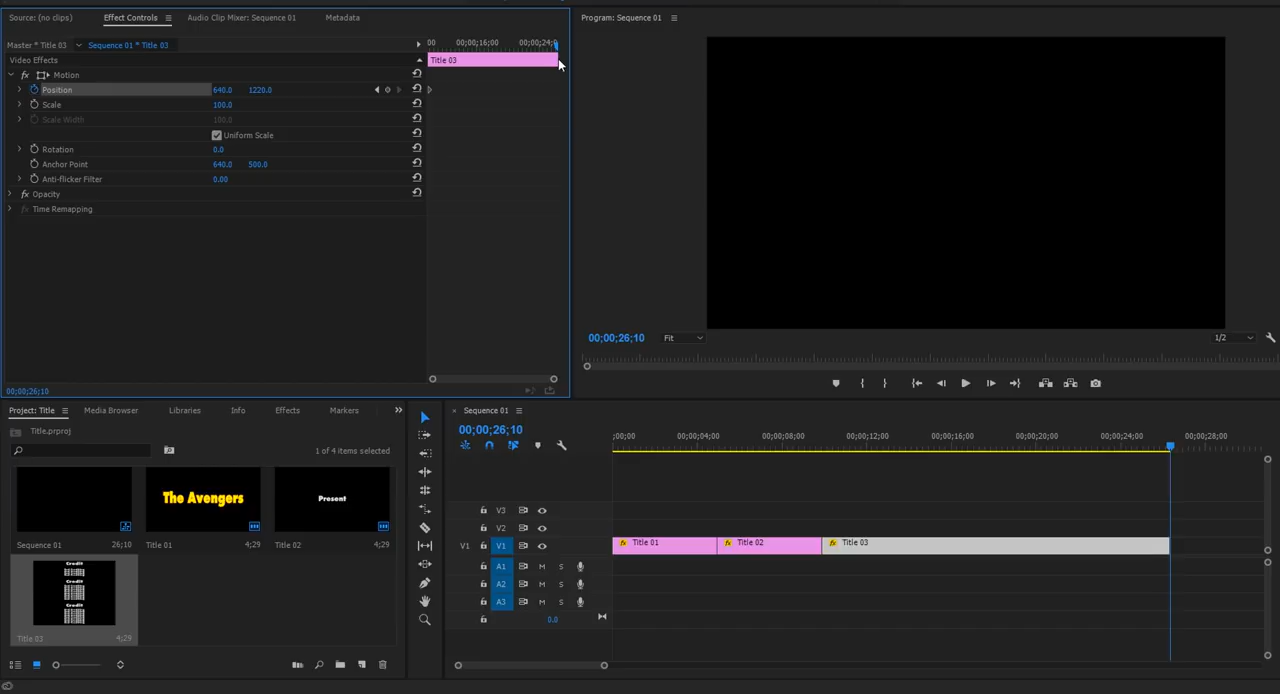 Source: (no clips)
Effect Controls
Audio Clip Mixer: Sequence 01
Metadata
Program: Sequence 01
Master * Title 03
Sequence 01 * Title 03
00
00;00;16;00
00;00;24;0
Video Effects
Title 03
fx Motion
Position 640.0 1220.0
Scale 100.0
Scale Width 100.0
Uniform Scale
Rotation 0.0
Anchor Point 640.0 500.0
Anti-flicker Filter 0.00
fx Opacity
fx Time Remapping
00;00;26;10
Fit
1/2
00;00;26;10
Project: Title
Media Browser
Libraries
Info
Effects
Markers
Title.prproj
1 of 4 items selected
The Avengers
Present
Sequence 01 26;10
Title 01 4;29
Title 02 4;29
Credit
Credit
Credit
Title 03 4;29
Sequence 01
00;00;26;10
;00;00
00;00;04;00
00;00;08;00
00;00;12;00
00;00;16;00
00;00;20;00
00;00;24;00
00;00;28;00
V3
V2
V1 V1
fx Title 01
fx Title 02
fx Title 03
A1 M S
A2 M S
A3 M S
0.0